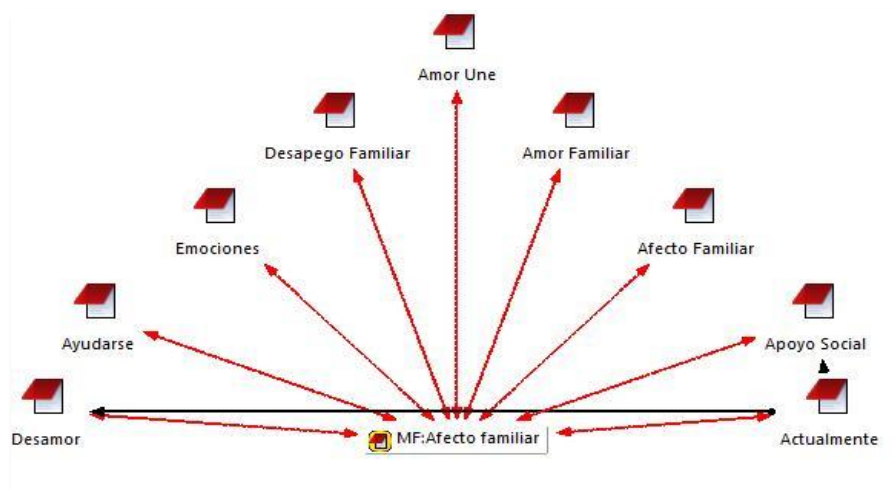 Amor Une
Desapego Familiar
Amor Familiar
Emociones
Afecto Familiar
Ayudarse
Apoyo Social
Desamor
MF:Afecto familiar
Actualmente